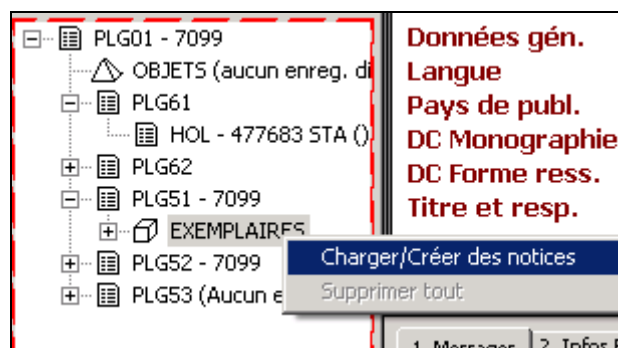 PLG01 - 7099
OBJETS (aucun enreg. di
PLG61
HOL - 477683 STA ()
PLG62
PLG51 - 7099
EXEMPLAIRES
PLG52 - 7099
PLG53 (Aucun e
Données gén.
Langue
Pays de publ.
DC Monographie
DC Forme ress.
Titre et resp.
Charger/Créer des notices
Supprimer tout
1. Messages
2. Infos